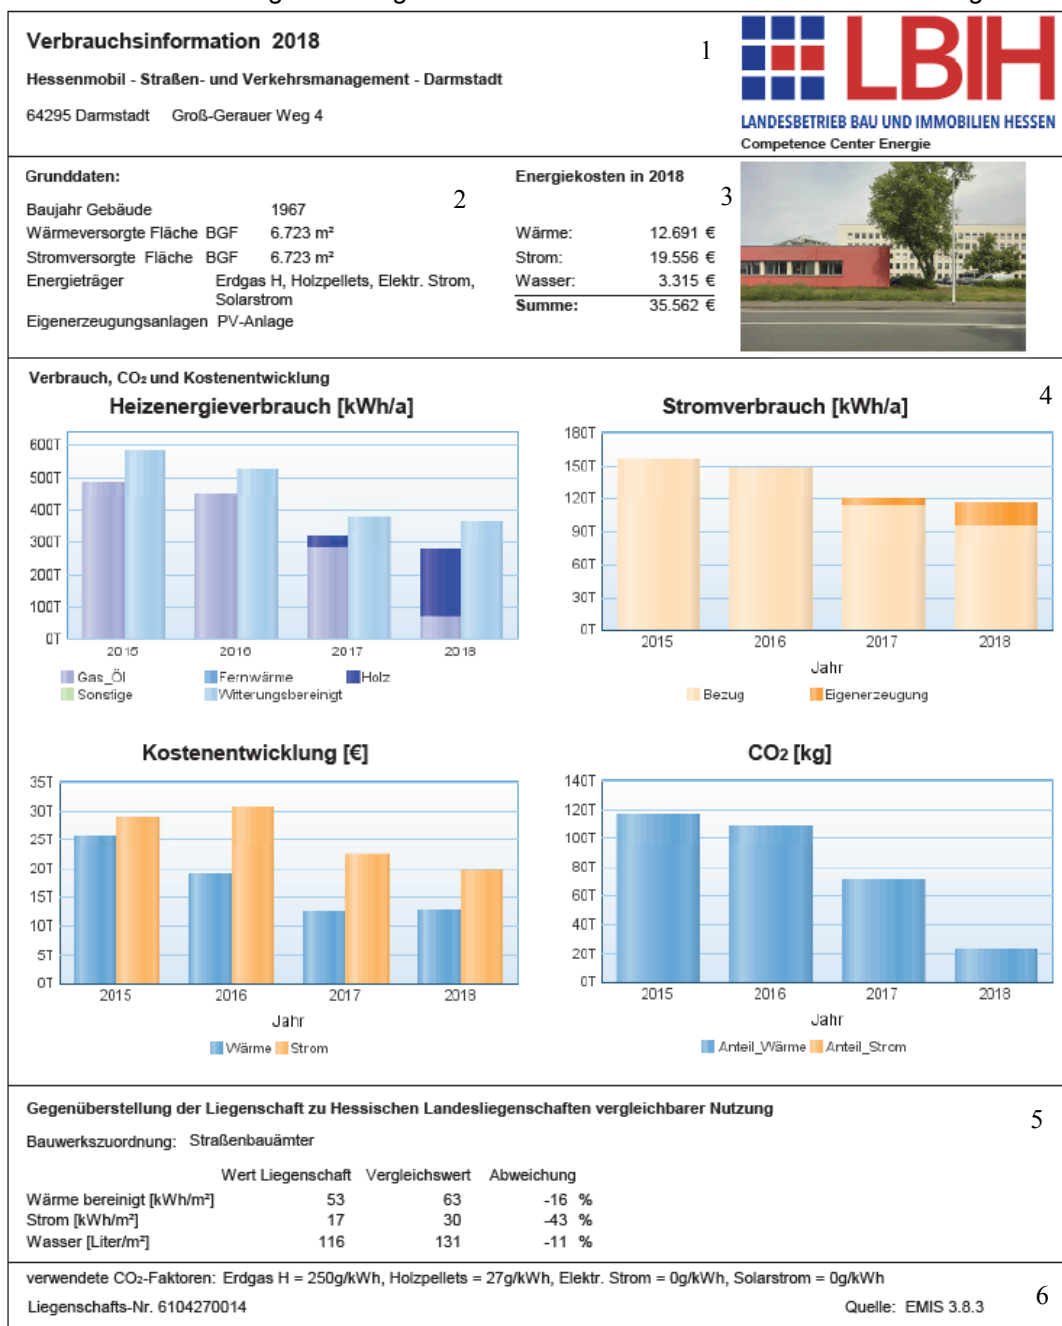 Verbrauchsinformation 2018
1
LBIH
Hessenmobil - Straßen- und Verkehrsmanagement - Darmstadt
64295 Darmstadt Groß-Gerauer Weg 4
LANDESBETRIEB BAU UND IMMOBILIEN HESSEN
Competence Center Energie
Grunddaten:
2
Baujahr Gebäude 1967
Wärmeversorgte Fläche BGF 6.723 m²
Stromversorgte Fläche BGF 6.723 m²
Energieträger Erdgas H, Holzpellets, Elektr. Strom,
Solarstrom
Eigenerzeugungsanlagen PV-Anlage
Energiekosten in 2018
3
Wärme: 12.691 €
Strom: 19.556 €
Wasser: 3.315 €
Summe: 35.562 €
Verbrauch, CO₂ und Kostenentwicklung
4
Heizenergieverbrauch [kWh/a]
600T
500T
400T
300T
200T
100T
0T
2015 2016 2017 2018
Gas_Öl Fernwärme Holz
Sonstige Witterungsbereinigt
Stromverbrauch [kWh/a]
180T
150T
120T
90T
60T
30T
0T
2015 2016 2017 2018
Jahr
Bezug Eigenerzeugung
Kostenentwicklung [€]
35T
30T
25T
20T
15T
10T
5T
0T
2015 2016 2017 2018
Jahr
Wärme Strom
CO₂ [kg]
140T
120T
100T
80T
60T
40T
20T
0T
2015 2016 2017 2018
Jahr
Anteil_Wärme Anteil_Strom
Gegenüberstellung der Liegenschaft zu Hessischen Landesliegenschaften vergleichbarer Nutzung
5
Bauwerkszuordnung: Straßenbauämter
Wert Liegenschaft Vergleichswert Abweichung
Wärme bereinigt [kWh/m²] 53 63 -16 %
Strom [kWh/m²] 17 30 -43 %
Wasser [Liter/m²] 116 131 -11 %
verwendete CO₂-Faktoren: Erdgas H = 250g/kWh, Holzpellets = 27g/kWh, Elektr. Strom = 0g/kWh, Solarstrom = 0g/kWh
Liegenschafts-Nr. 6104270014 Quelle: EMIS 3.8.3
6